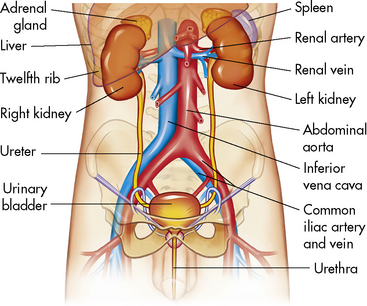 Adrenal
gland
Liver
Twelfth rib
Right kidney
Ureter
Urinary
bladder
Spleen
Renal artery
Renal vein
Left kidney
Abdominal
aorta
Inferior
vena cava
Common
iliac artery
and vein
Urethra